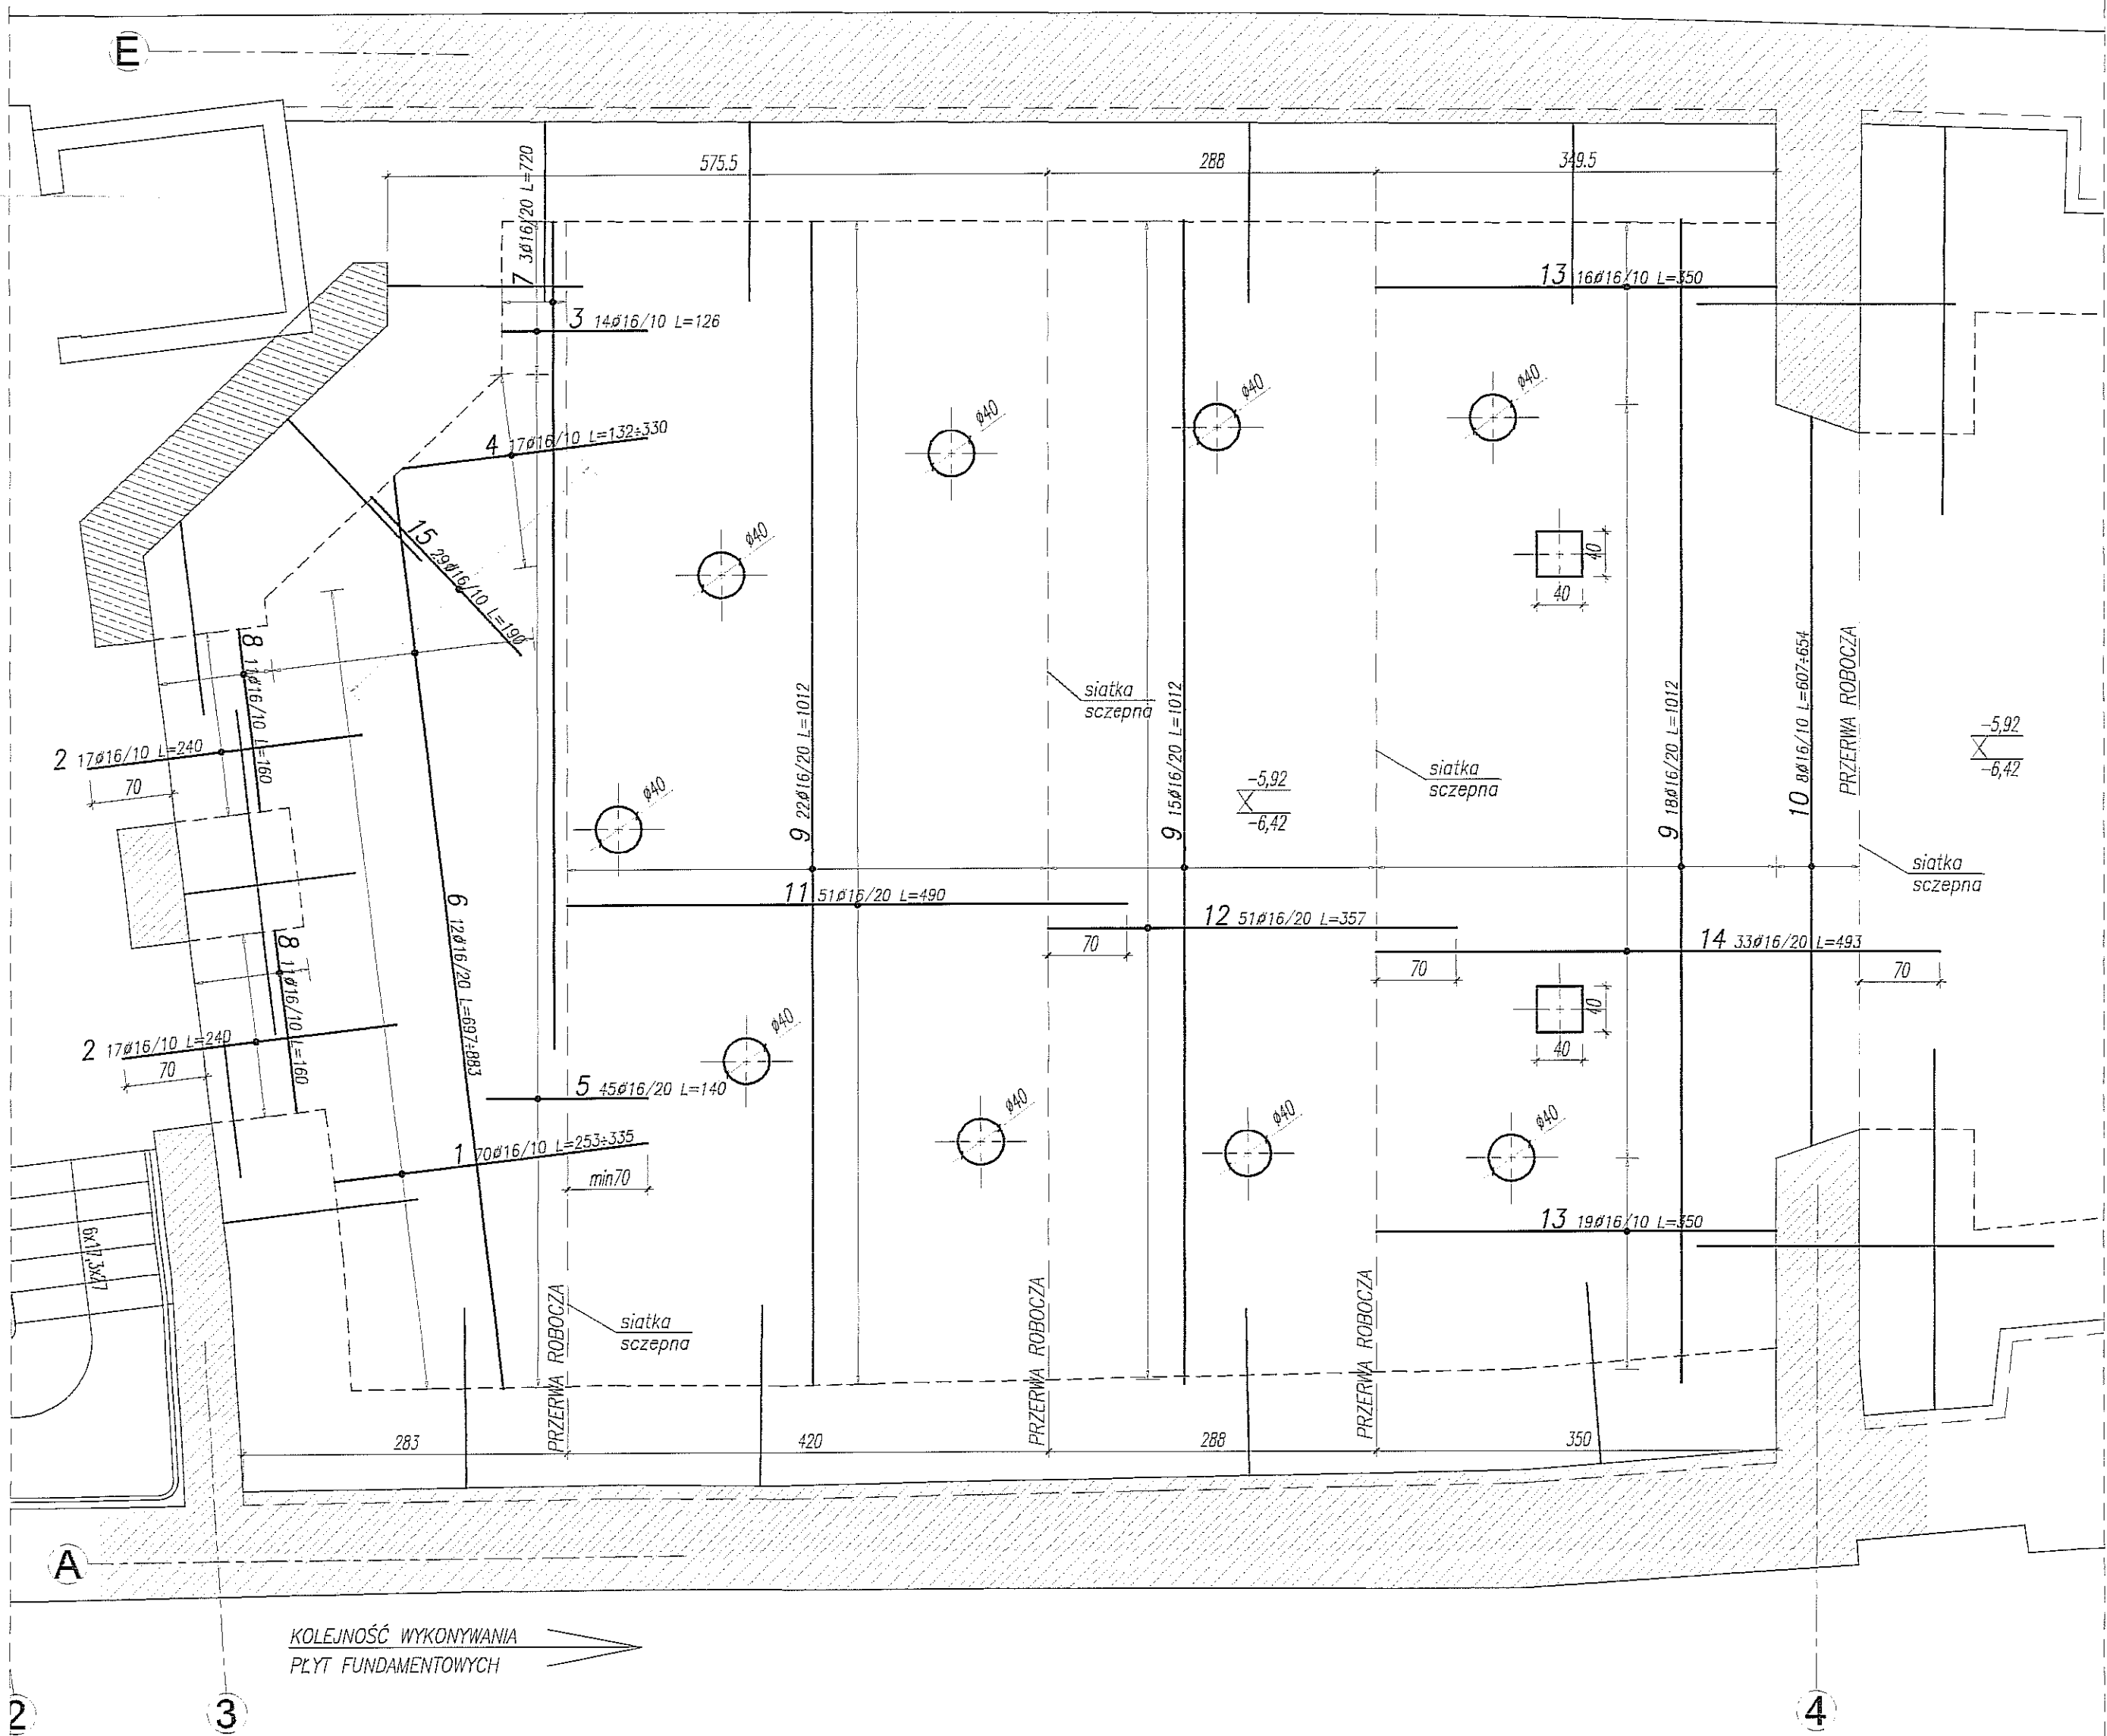 E
575.5
288
349.5
7 3ø16/20 L=720
13 16ø16/10 L=350
3 14ø16/10 L=126
ø40
ø40
ø40
4 17ø16/10 L=132÷330
ø40
15 29ø16/10 L=190
40
40
8 11ø16/10 L=160
siatka
sczepna
9 22ø16/20 L=1012
9 15ø16/20 L=1012
9 18ø16/20 L=1012
10 8ø16/10 L=607÷654
PRZERWA ROBOCZA
2 17ø16/10 L=240
70
-5,92
-6,42
siatka
sczepna
-5,92
-6,42
ø40
siatka
sczepna
6 12ø16/20 L=697÷883
11 51ø16/20 L=490
12 51ø16/20 L=357
70
14 33ø16/20 L=493
70
70
8 11ø16/10 L=160
2 17ø16/10 L=240
70
40
40
ø40
5 45ø16/20 L=140
ø40
ø40
ø40
1 70ø16/10 L=253÷335
min70
13 19ø16/10 L=350
6x17,3x27
PRZERWA ROBOCZA
siatka
sczepna
PRZERWA ROBOCZA
PRZERWA ROBOCZA
283
420
288
350
A
KOLEJNOŚĆ WYKONYWANIA
PŁYT FUNDAMENTOWYCH
2
3
4